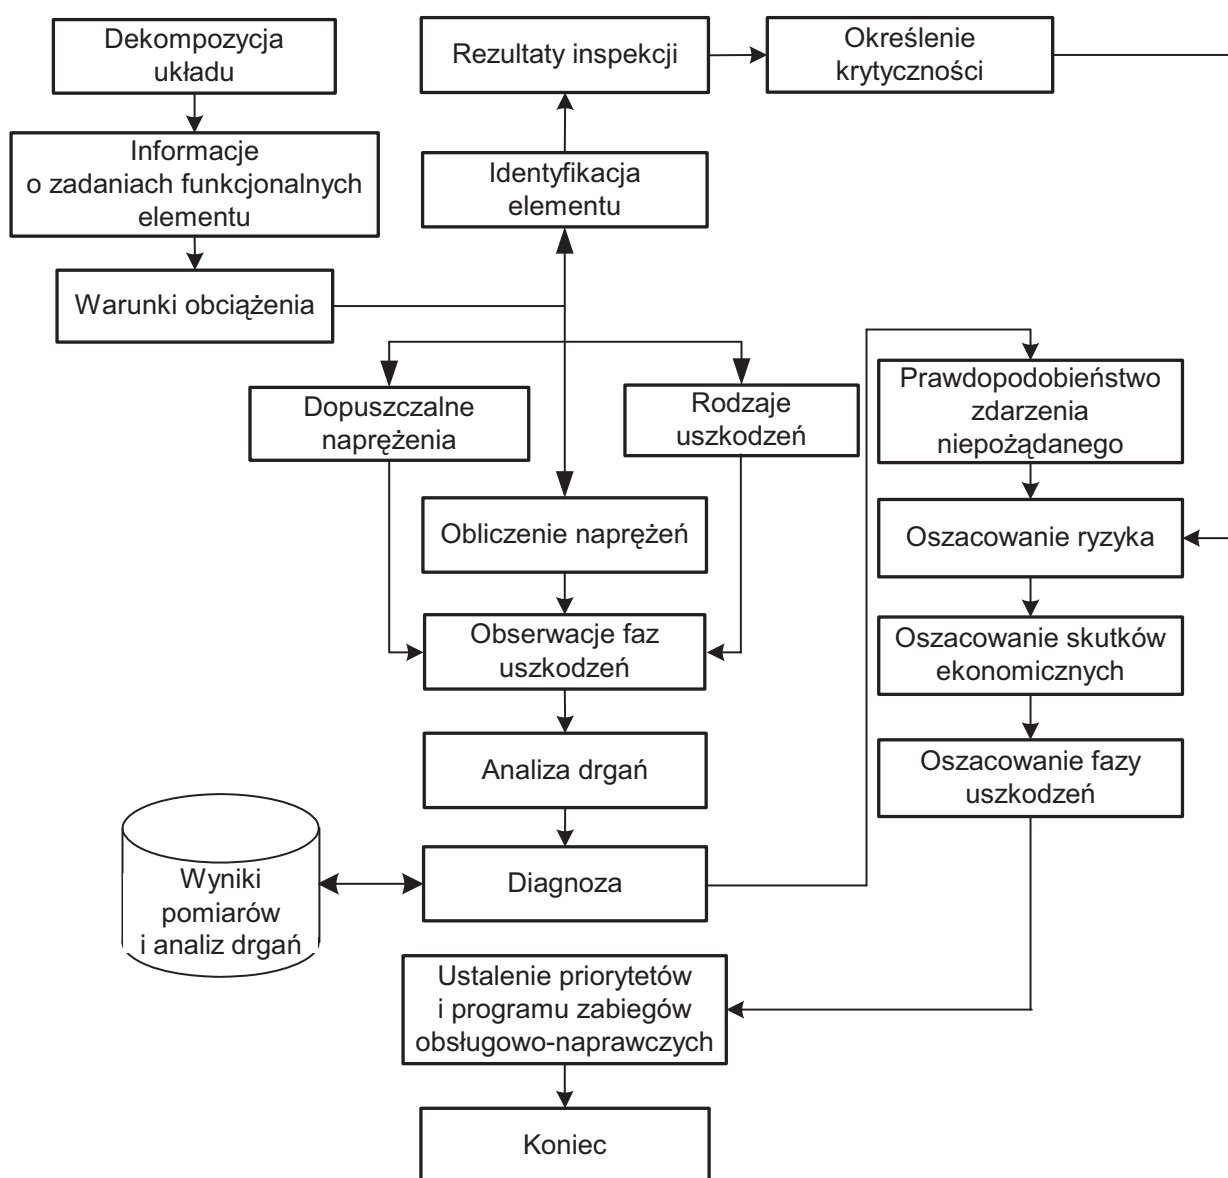 Dekompozycja
układu
Rezultaty inspekcji
Określenie
krytyczności
Informacje
o zadaniach funkcjonalnych
elementu
Identyfikacja
elementu
Warunki obciążenia
Dopuszczalne
naprężenia
Rodzaje
uszkodzeń
Prawdopodobieństwo
zdarzenia
niepożądanego
Obliczenie naprężeń
Oszacowanie ryzyka
Obserwacje faz
uszkodzeń
Oszacowanie skutków
ekonomicznych
Analiza drgań
Oszacowanie fazy
uszkodzeń
Wyniki
pomiarów
i analiz drgań
Diagnoza
Ustalenie priorytetów
i programu zabiegów
obsługowo-naprawczych
Koniec